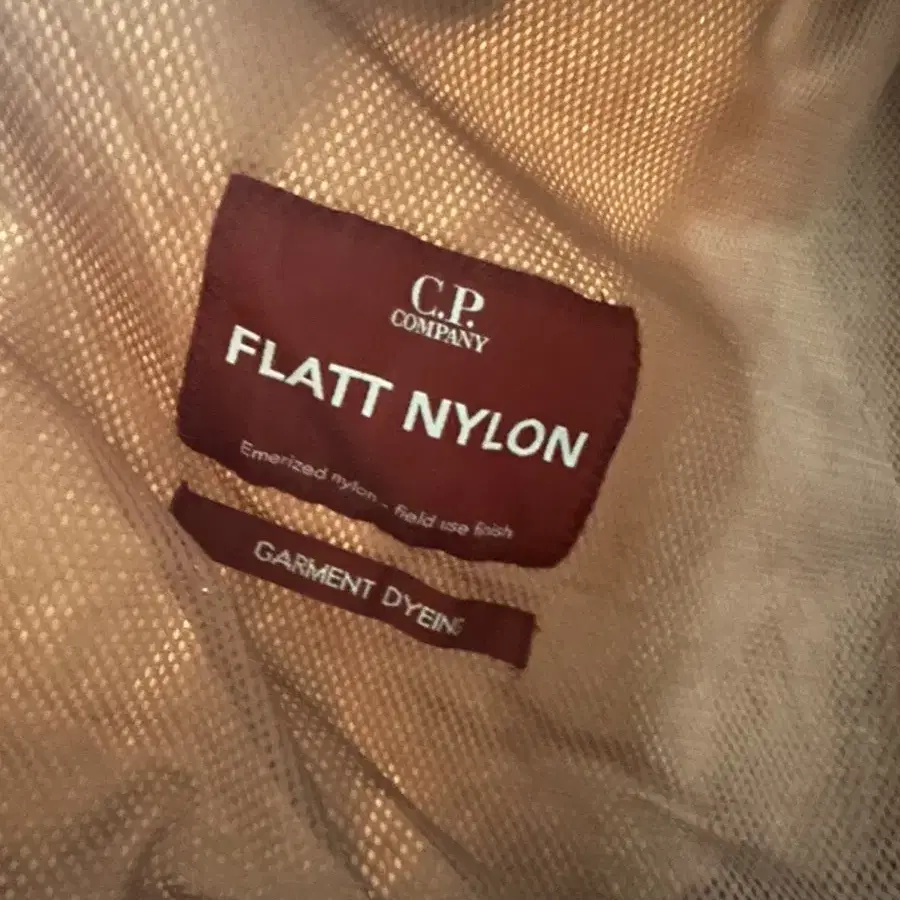 C.P.
COMPANY
FLATT NYLON
Emerized nylon - field use finish
GARMENT DYEING